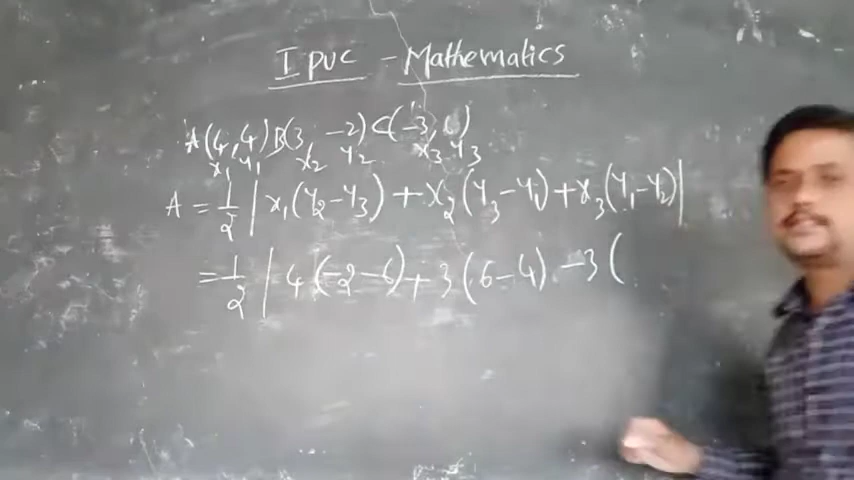 I PUC - Mathematics
A(4,4) B(3, -2) C(-3, 6)
x₁ y₁ x₂ y₂ x₃ y₃
A = 1/2 | x₁(y₂-y₃) + x₂(y₃-y₁) + x₃(y₁-y₂)|
= 1/2 | 4(-2-6) + 3(6-4) -3(